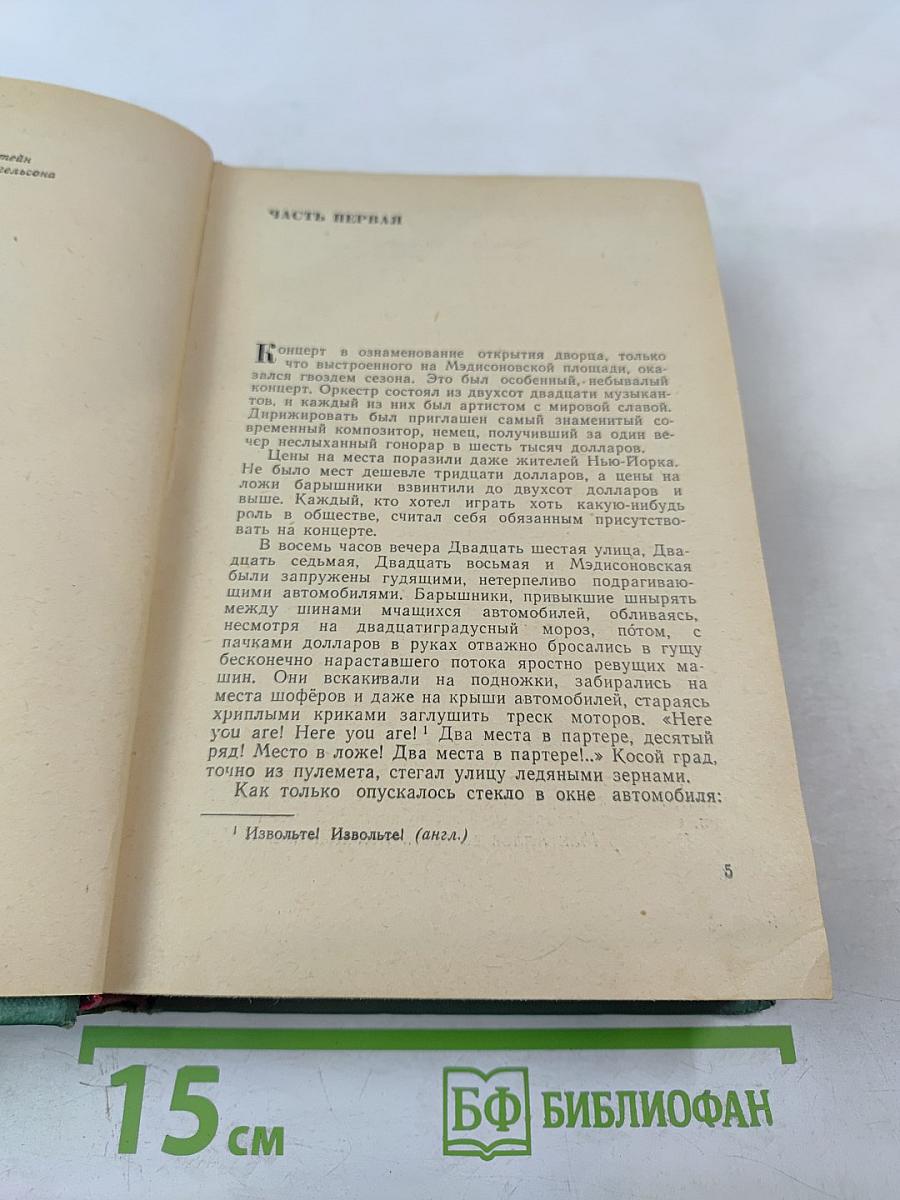 тейн
гельсона
ЧАСТЬ ПЕРВАЯ
Концерт в ознаменование открытия дворца, только
что выстроенного на Мэдисоновской площади, ока-
зался гвоздем сезона. Это был особенный, небывалый
концерт. Оркестр состоял из двухсот двадцати музыкан-
тов, и каждый из них был артистом с мировой славой.
Дирижировать был приглашен самый знаменитый со-
временный композитор, немец, получивший за один ве-
чер неслыханный гонорар в шесть тысяч долларов.
Цены на места поразили даже жителей Нью-Йорка.
Не было мест дешевле тридцати долларов, а цены на
ложи барышники взвинтили до двухсот долларов и
выше. Каждый, кто хотел играть хоть какую-нибудь
роль в обществе, считал себя обязанным присутство-
вать на концерте.
В восемь часов вечера Двадцать шестая улица, Два-
дцать седьмая, Двадцать восьмая и Мэдисоновская
были запружены гудящими, нетерпеливо подрагиваю-
щими автомобилями. Барышники, привыкшие шнырять
между шинами мчащихся автомобилей, обливаясь,
несмотря на двадцатиградусный мороз, по́том, с
пачками долларов в руках отважно бросались в гущу
бесконечно нараставшего потока яростно ревущих ма-
шин. Они вскакивали на подножки, забирались на
места шофёров и даже на крыши автомобилей, стараясь
хриплыми криками заглушить треск моторов. «Here
you are! Here you are! ¹ Два места в партере, десятый
ряд! Место в ложе! Два места в партере!..» Косой град,
точно из пулемета, стегал улицу ледяными зернами.
Как только опускалось стекло в окне автомобиля:
¹ Извольте! Извольте! (англ.)
5
15 см
БФ БИБЛИОФАН